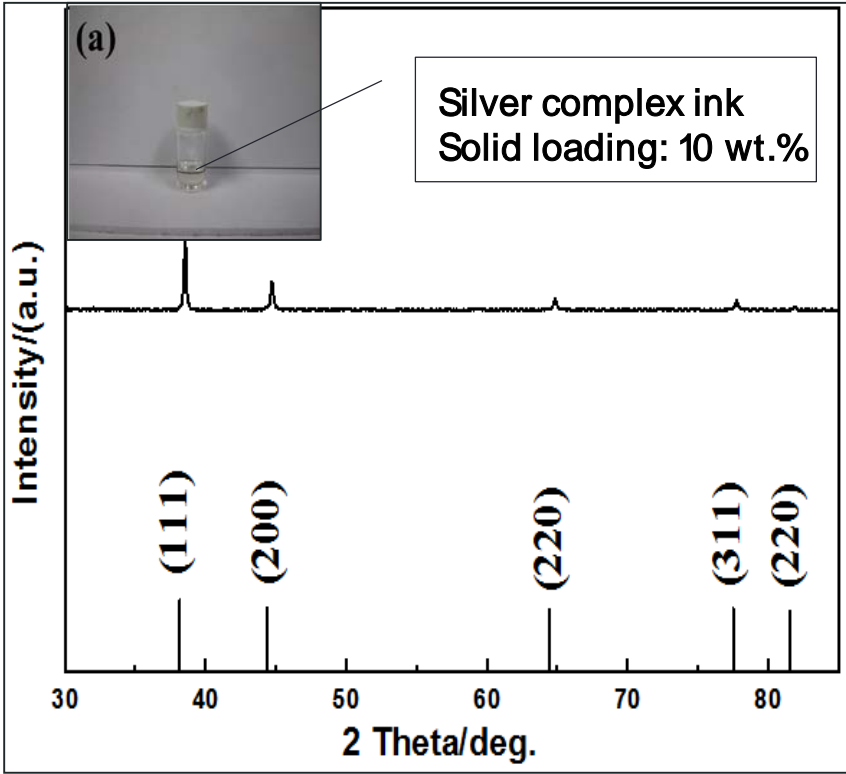 (a)
Silver complex ink
Solid loading: 10 wt.%
Intensity/(a.u.)
(111)
(200)
(220)
(311)
(220)
30 40 50 60 70 80
2 Theta/deg.